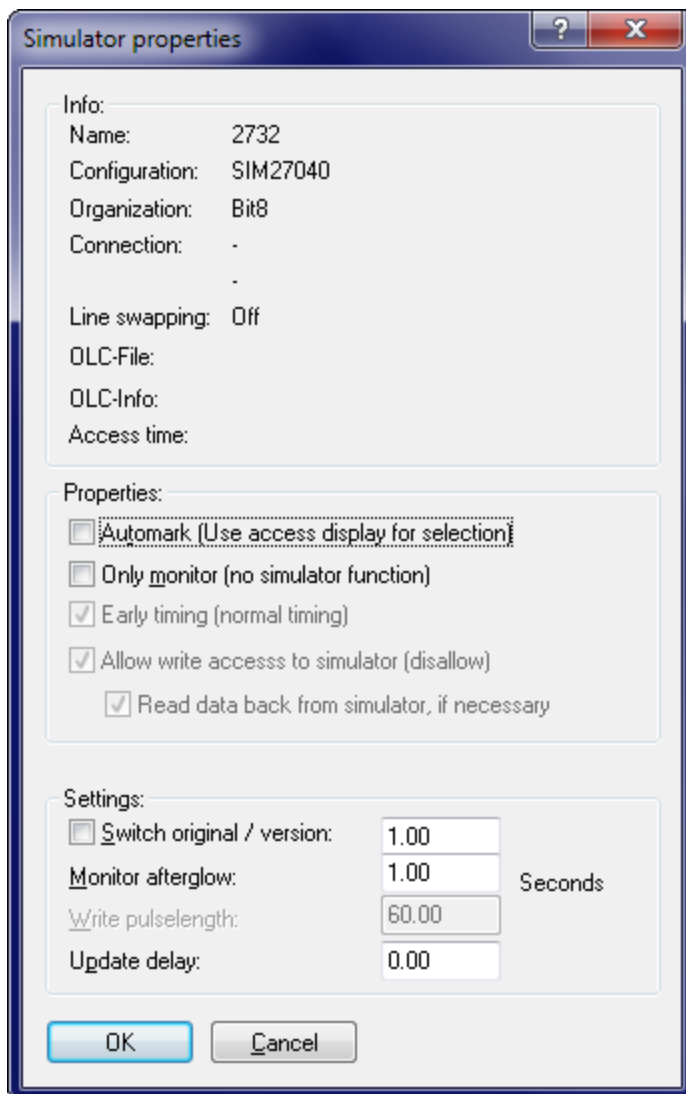 Simulator properties
?
Info:
Name: 2732
Configuration: SIM27040
Organization: Bit8
Connection: -
-
Line swapping: Off
OLC-File:
OLC-Info:
Access time:
Properties:
Automark (Use access display for selection)
Only monitor (no simulator function)
Early timing (normal timing)
Allow write accesss to simulator (disallow)
Read data back from simulator, if necessary
Settings:
Switch original / version: 1.00
Monitor afterglow: 1.00 Seconds
Write pulselength: 60.00
Update delay: 0.00
OK Cancel